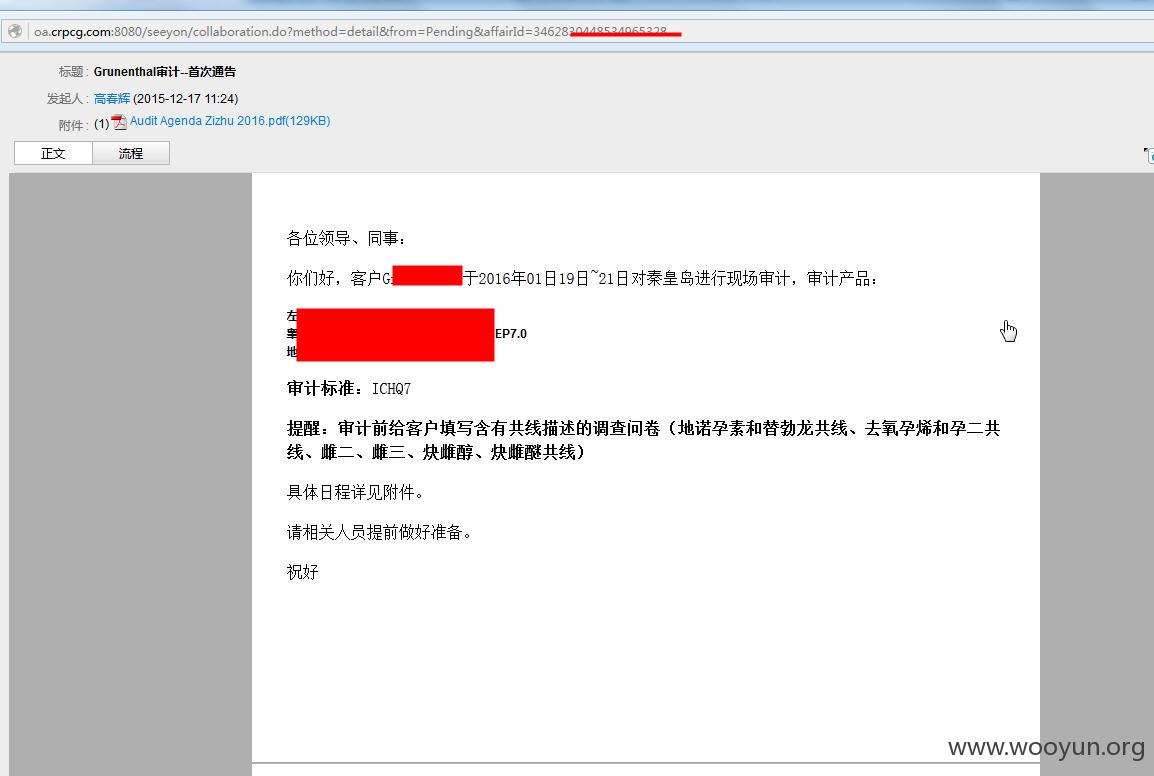 oa.crpcg.com:8080/seeyon/collaboration.do?method=detail&from=Pending&affairId=3462830448534965328
标题: Grunenthal审计--首次通告
发起人: 高春辉 (2015-12-17 11:24)
附件: (1) Audit Agenda Zizhu 2016.pdf(129KB)
正文 流程
各位领导、同事：
你们好，客户G 于2016年01日19日~21日对秦皇岛进行现场审计，审计产品：
左
EP7.0
地
审计标准：ICHQ7
提醒：审计前给客户填写含有共线描述的调查问卷（地诺孕素和替勃龙共线、去氧孕烯和孕二共
线、雌二、雌三、炔雌醇、炔雌醚共线）
具体日程详见附件。
请相关人员提前做好准备。
祝好
www.wooyun.org